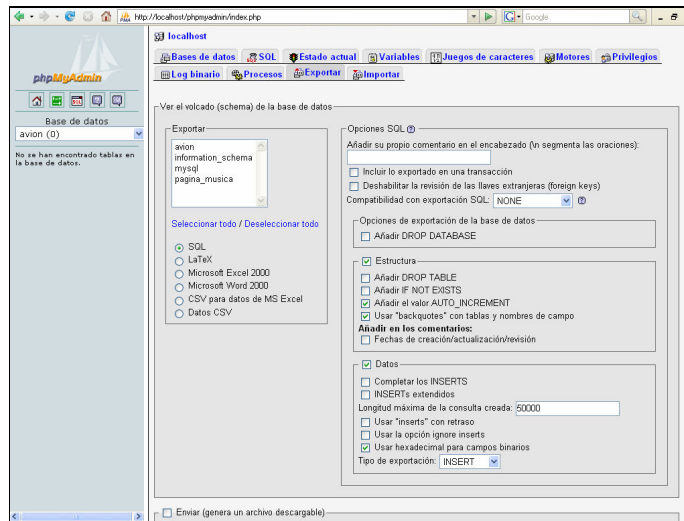 http://localhost/phpmyadmin/index.php
Google
localhost
Bases de datos SQL Estado actual Variables Juegos de caracteres Motores Privilegios
Log binario Procesos Exportar Importar
phpMyAdmin
SQL
Base de datos
avion (0)
No se han encontrado tablas en
la base de datos.
Ver el volcado (schema) de la base de datos
Exportar
avion
information_schema
mysql
pagina_musica
Seleccionar todo / Deseleccionar todo
SQL
LaTeX
Microsoft Excel 2000
Microsoft Word 2000
CSV para datos de MS Excel
Datos CSV
Opciones SQL
Añadir su propio comentario en el encabezado (\n segmenta las oraciones):
Incluir lo exportado en una transacción
Deshabilitar la revisión de las llaves extranjeras (foreign keys)
Compatibilidad con exportación SQL: NONE
Opciones de exportación de la base de datos
Añadir DROP DATABASE
Estructura
Añadir DROP TABLE
Añadir IF NOT EXISTS
Añadir el valor AUTO_INCREMENT
Usar "backquotes" con tablas y nombres de campo
Añadir en los comentarios:
Fechas de creación/actualización/revisión
Datos
Completar los INSERTS
INSERTs extendidos
Longitud máxima de la consulta creada: 50000
Usar "inserts" con retraso
Usar la opción ignore inserts
Usar hexadecimal para campos binarios
Tipo de exportación: INSERT
Enviar (genera un archivo descargable)